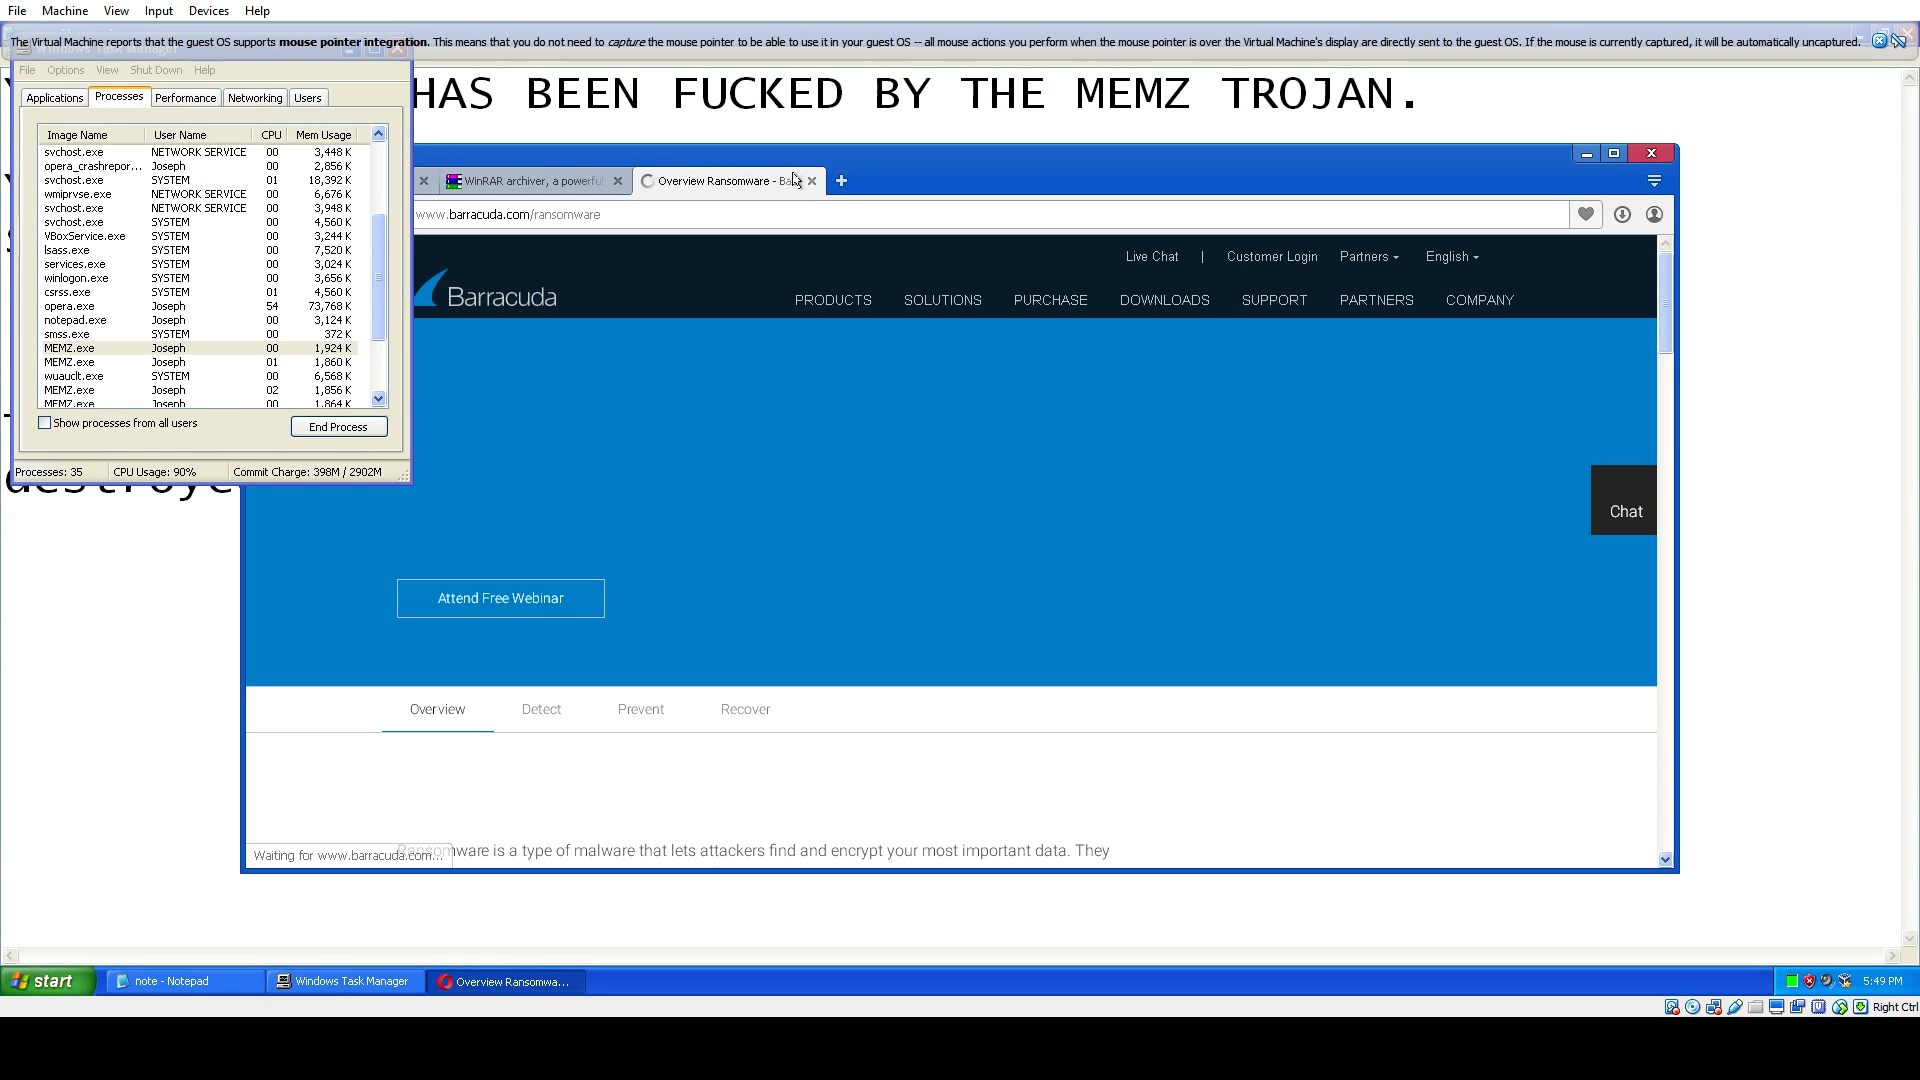 File Machine View Input Devices Help
The Virtual Machine reports that the guest OS supports mouse pointer integration. This means that you do not need to capture the mouse pointer to be able to use it in your guest OS -- all mouse actions you perform when the mouse pointer is over the Virtual Machine's display are directly sent to the guest OS. If the mouse is currently captured, it will be automatically uncaptured.
File Options View Shut Down Help
HAS BEEN FUCKED BY THE MEMZ TROJAN.
Applications Processes Performance Networking Users
Image Name User Name CPU Mem Usage
svchost.exe NETWORK SERVICE 00 3,448 K
opera_crashrepor... Joseph 00 2,856 K
svchost.exe SYSTEM 01 18,392 K
wmiprvse.exe NETWORK SERVICE 00 6,676 K
svchost.exe NETWORK SERVICE 00 3,948 K
svchost.exe SYSTEM 00 4,560 K
VBoxService.exe SYSTEM 00 3,244 K
lsass.exe SYSTEM 00 7,520 K
services.exe SYSTEM 00 3,024 K
winlogon.exe SYSTEM 00 3,656 K
csrss.exe SYSTEM 01 4,560 K
opera.exe Joseph 54 73,768 K
notepad.exe Joseph 00 3,124 K
smss.exe SYSTEM 00 372 K
MEMZ.exe Joseph 00 1,924 K
MEMZ.exe Joseph 01 1,860 K
wuauclt.exe SYSTEM 00 6,568 K
MEMZ.exe Joseph 02 1,856 K
MEMZ.exe Joseph 00 1,864 K
Show processes from all users
End Process
Processes: 35 CPU Usage: 90% Commit Charge: 398M / 2902M
destroye
WinRAR archiver, a powerfu Overview Ransomware - Ba
www.barracuda.com/ransomware
Live Chat | Customer Login Partners English
Barracuda
PRODUCTS SOLUTIONS PURCHASE DOWNLOADS SUPPORT PARTNERS COMPANY
Chat
Attend Free Webinar
Overview Detect Prevent Recover
Ransomware is a type of malware that lets attackers find and encrypt your most important data. They
Waiting for www.barracuda.com...
start note - Notepad Windows Task Manager Overview Ransomwa... 5:49 PM
Right Ctrl